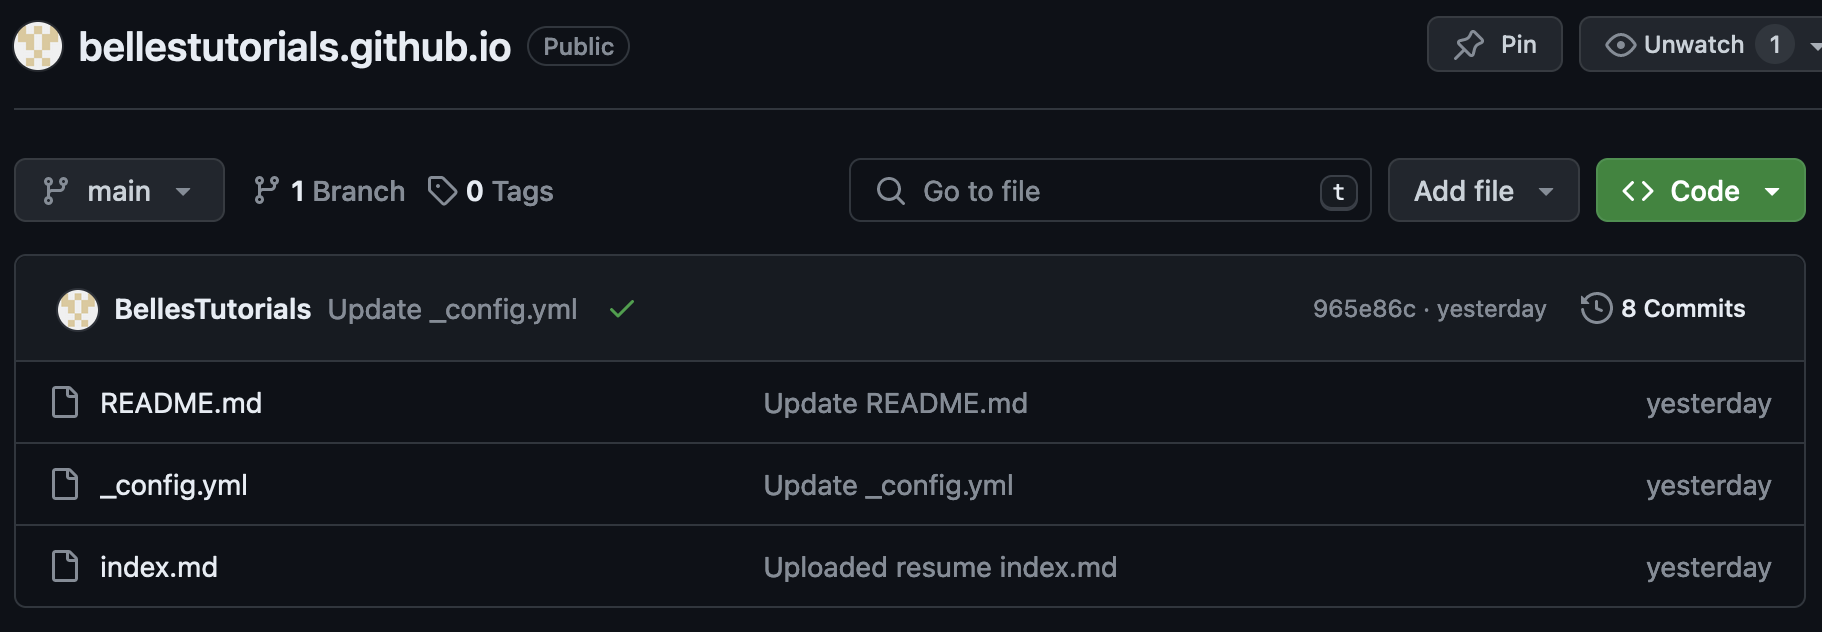 bellestutorials.github.io Public Pin Unwatch 1
main 1 Branch 0 Tags Go to file t Add file <> Code
BellesTutorials Update _config.yml 965e86c · yesterday 8 Commits
README.md Update README.md yesterday
_config.yml Update _config.yml yesterday
index.md Uploaded resume index.md yesterday